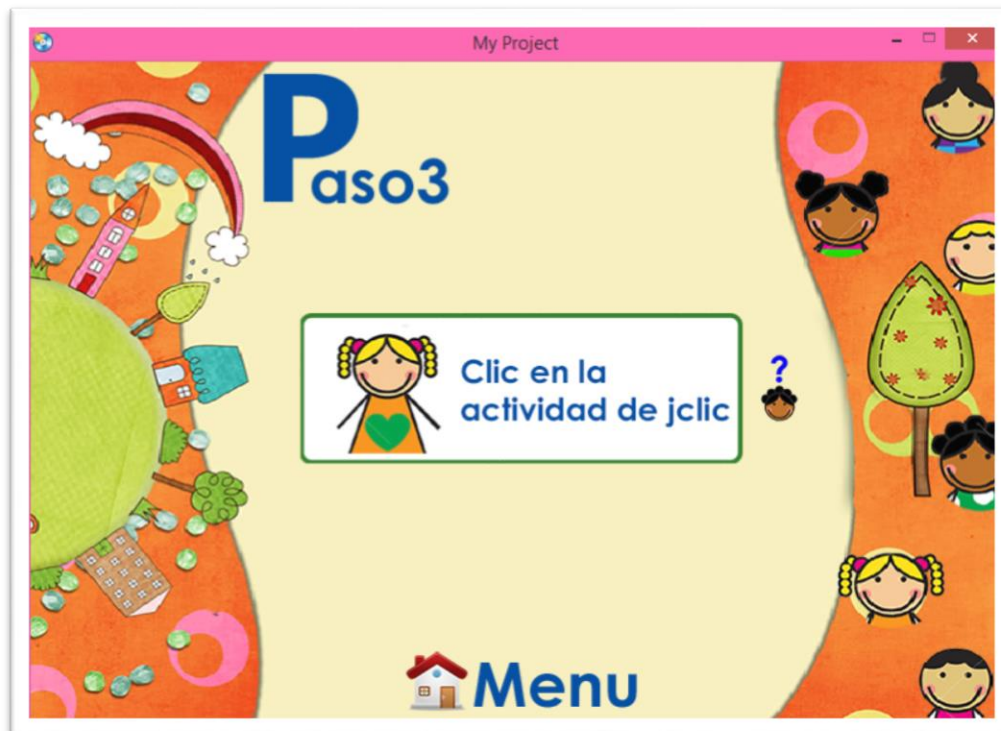 My Project
Paso3
Clic en la
actividad de jclic
?
Menu